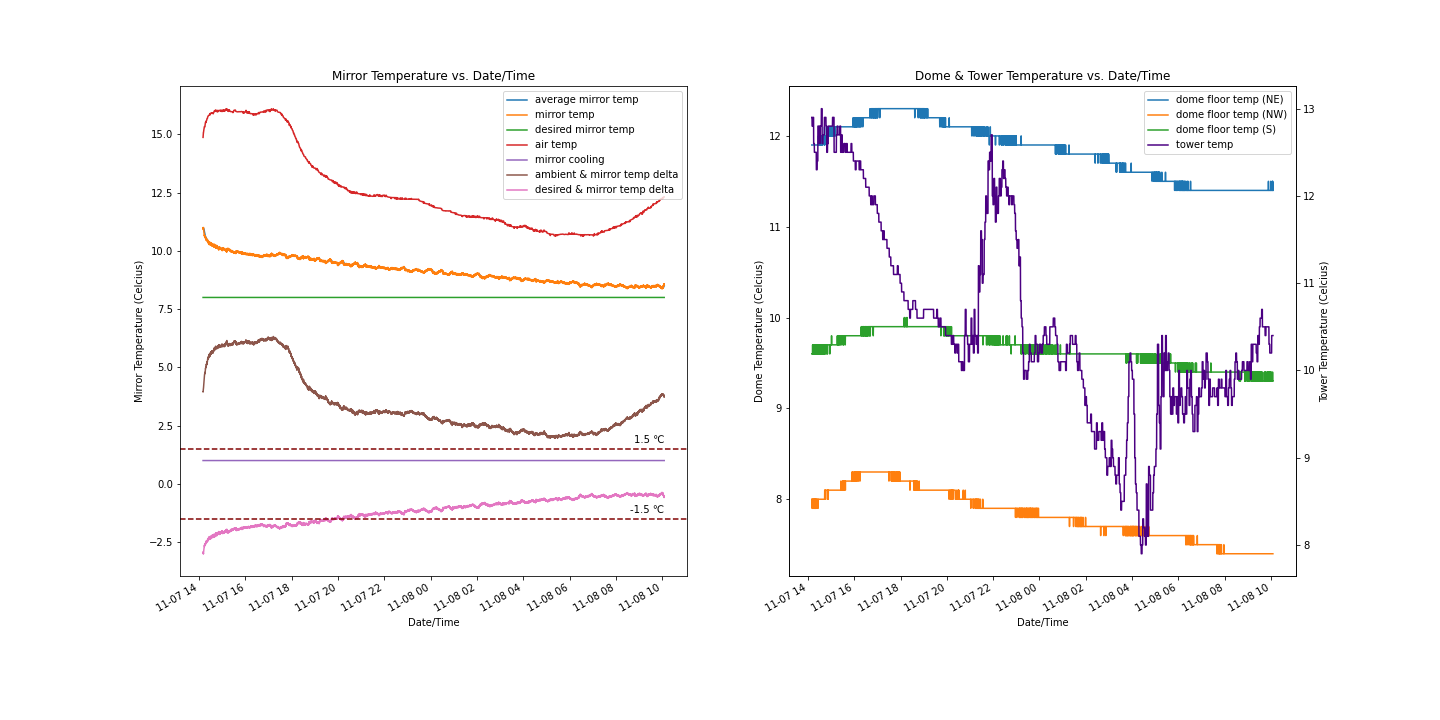 Mirror Temperature vs. Date/Time
Mirror Temperature (Celcius)
15.0
12.5
10.0
7.5
5.0
2.5
0.0
−2.5
average mirror temp
mirror temp
desired mirror temp
air temp
mirror cooling
ambient & mirror temp delta
desired & mirror temp delta
1.5 °C
-1.5 °C
11-07 14
11-07 16
11-07 18
11-07 20
11-07 22
11-08 00
11-08 02
11-08 04
11-08 06
11-08 08
11-08 10
Date/Time
Dome & Tower Temperature vs. Date/Time
Dome Temperature (Celcius)
12
11
10
9
8
dome floor temp (NE)
dome floor temp (NW)
dome floor temp (S)
tower temp
13
12
11
10
9
8
Tower Temperature (Celcius)
11-07 14
11-07 16
11-07 18
11-07 20
11-07 22
11-08 00
11-08 02
11-08 04
11-08 06
11-08 08
11-08 10
Date/Time